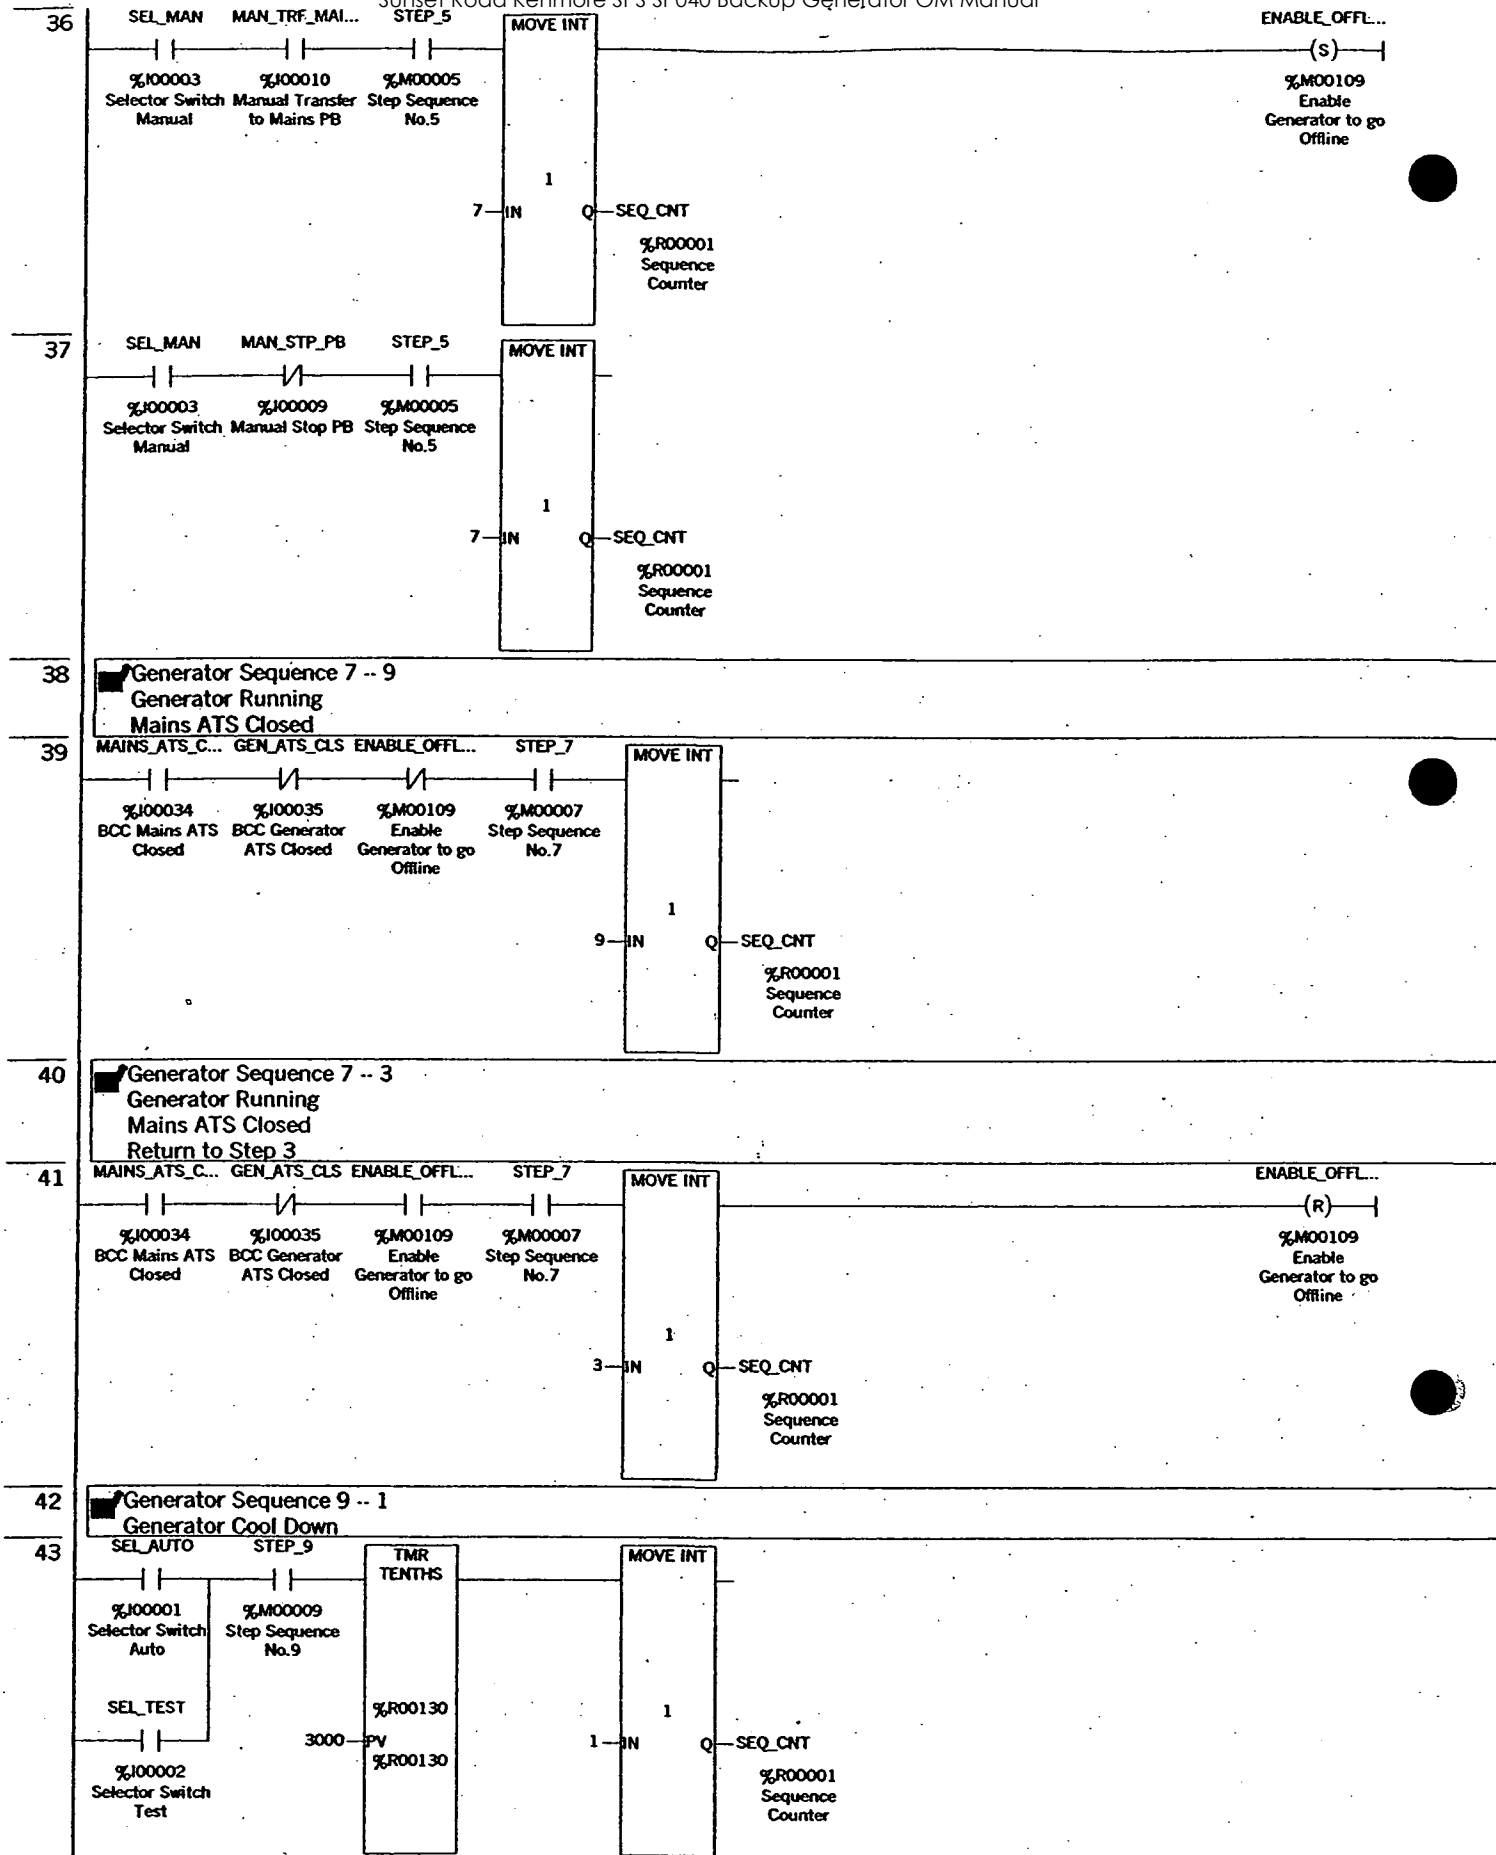 Sunset Road Kenmore SPS SP040 Backup Generator OM Manual
36
SEL_MAN MAN_TRF_MAI... STEP_5 MOVE INT ENABLE_OFFL...
(S)
%I00003 %I00010 %M00005 %M00109
Selector Switch Manual Transfer Step Sequence Enable
Manual to Mains PB No.5 Generator to go
Offline
1
7 IN Q SEQ_CNT
%R00001
Sequence
Counter
37
SEL_MAN MAN_STP_PB STEP_5 MOVE INT
%I00003 %I00009 %M00005
Selector Switch Manual Stop PB Step Sequence
Manual No.5
1
7 IN Q SEQ_CNT
%R00001
Sequence
Counter
38
Generator Sequence 7 -- 9
Generator Running
Mains ATS Closed
39
MAINS_ATS_C... GEN_ATS_CLS ENABLE_OFFL... STEP_7 MOVE INT
%I00034 %I00035 %M00109 %M00007
BCC Mains ATS BCC Generator Enable Step Sequence
Closed ATS Closed Generator to go No.7
Offline
1
9 IN Q SEQ_CNT
%R00001
Sequence
Counter
40
Generator Sequence 7 -- 3
Generator Running
Mains ATS Closed
Return to Step 3
41
MAINS_ATS_C... GEN_ATS_CLS ENABLE_OFFL... STEP_7 MOVE INT ENABLE_OFFL...
(R)
%I00034 %I00035 %M00109 %M00007 %M00109
BCC Mains ATS BCC Generator Enable Step Sequence Enable
Closed ATS Closed Generator to go No.7 Generator to go
Offline Offline
1
3 IN Q SEQ_CNT
%R00001
Sequence
Counter
42
Generator Sequence 9 -- 1
Generator Cool Down
43
SEL_AUTO STEP_9 TMR MOVE INT
TENTHS
%I00001 %M00009
Selector Switch Step Sequence
Auto No.9
SEL_TEST %R00130 1
3000 PV 1 IN Q SEQ_CNT
%I00002 %R00130 %R00001
Selector Switch Sequence
Test Counter